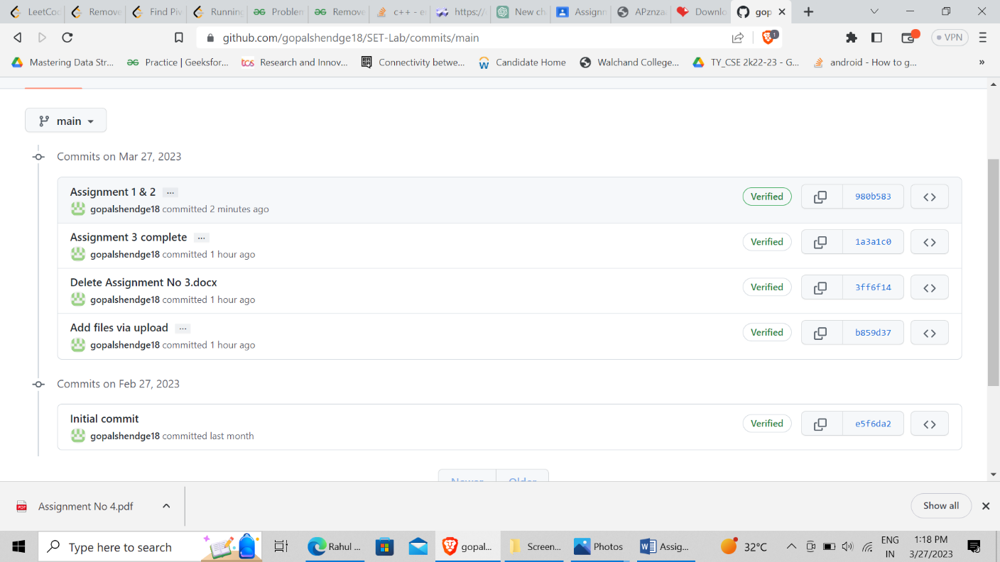 LeetCod
Remove
Find Piv
Running
Problem
Remove
c++ - e
https://
New ch
Assignm
APznza
Downlo
gop
github.com/gopalshendge18/SET-Lab/commits/main
1
VPN
Mastering Data Str...
Practice | Geeksfor...
tcs Research and Innov...
Connectivity betwe...
Candidate Home
Walchand College...
TY_CSE 2k22-23 - G...
android - How to g...
»
main
Commits on Mar 27, 2023
Assignment 1 & 2 ...
Verified
980b583
gopalshendge18 committed 2 minutes ago
Assignment 3 complete ...
Verified
1a3a1c0
gopalshendge18 committed 1 hour ago
Delete Assignment No 3.docx
Verified
3ff6f14
gopalshendge18 committed 1 hour ago
Add files via upload ...
Verified
b859d37
gopalshendge18 committed 1 hour ago
Commits on Feb 27, 2023
Initial commit
Verified
e5f6da2
gopalshendge18 committed last month
Newer Older
PDF Assignment No 4.pdf
Show all
Type here to search
Rahul ...
gopal...
Screen...
Photos
Assig...
32°C
ENG
IN
1:18 PM
3/27/2023